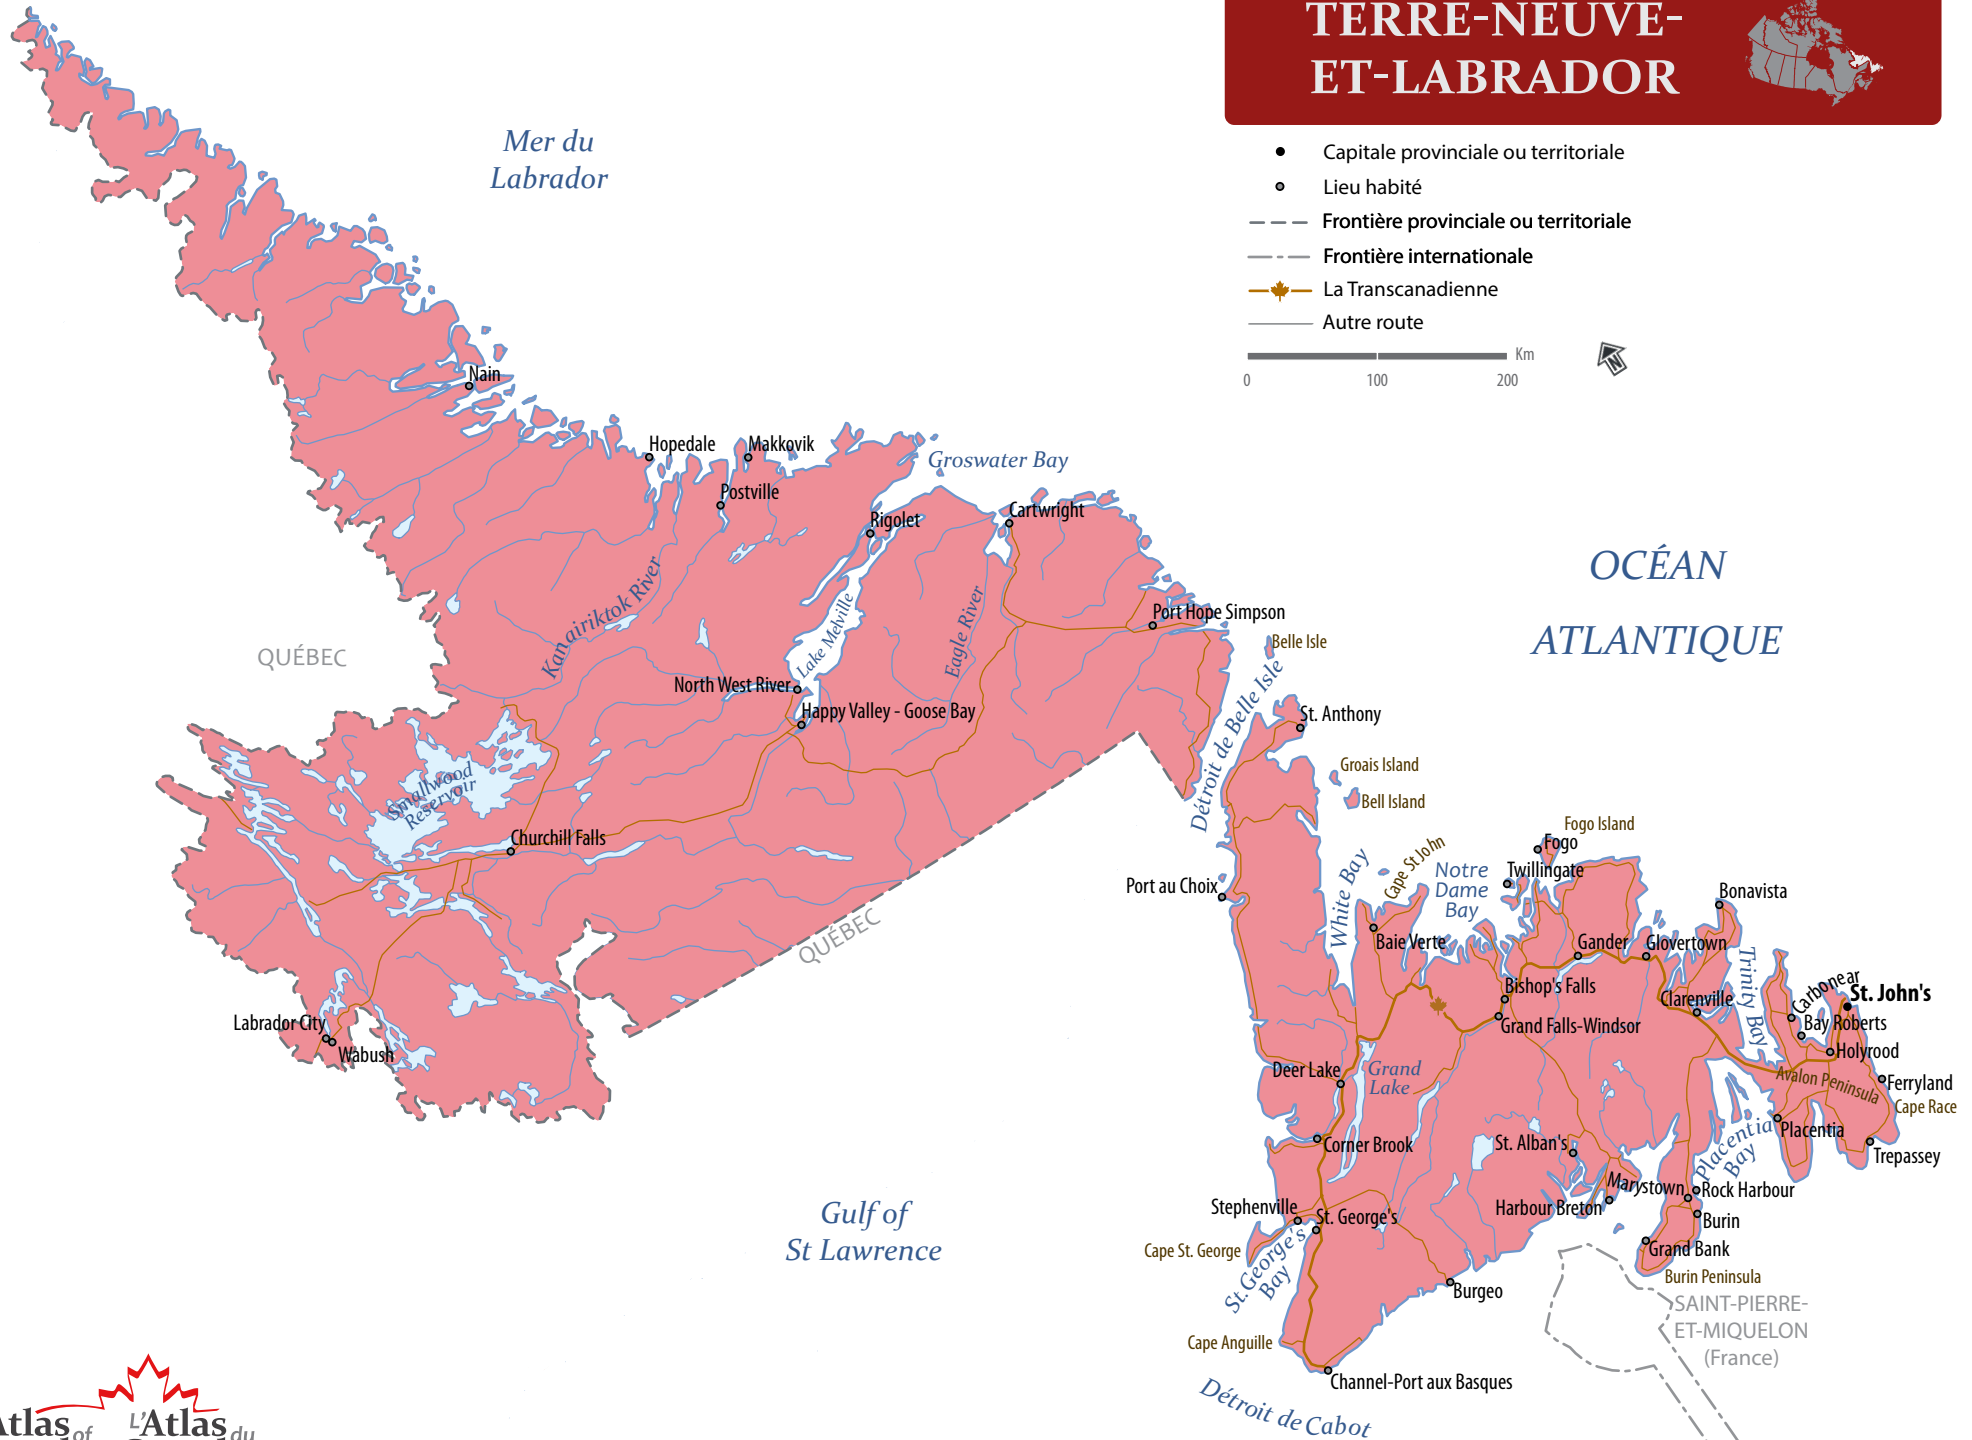 TERRE-NEUVE-
ET-LABRADOR
Capitale provinciale ou territoriale
Lieu habité
Frontière provinciale ou territoriale
Frontière internationale
La Transcanadienne
Autre route
Km
0 100 200
N
Mer du
Labrador
Nain
Hopedale
Makkovik
Postville
Groswater Bay
Rigolet
Cartwright
Kanairiktok River
Lake Melville
Eagle River
Port Hope Simpson
OCÉAN
ATLANTIQUE
QUÉBEC
North West River
Happy Valley - Goose Bay
Belle Isle
Détroit de Belle Isle
St. Anthony
Smallwood
Reservoir
Churchill Falls
Groais Island
Bell Island
QUÉBEC
Port au Choix
White Bay
Cape St John
Notre
Dame
Bay
Fogo Island
Fogo
Twillingate
Bonavista
Baie Verte
Gander
Glovertown
Trinity Bay
Labrador City
Wabush
Bishop's Falls
Grand Falls-Windsor
Clarenville
Carbonear
St. John's
Bay Roberts
Holyrood
Deer Lake
Grand
Lake
Avalon Peninsula
Ferryland
Cape Race
Corner Brook
St. Alban's
Placentia
Bay
Placentia
Trepassey
Gulf of
St Lawrence
Stephenville
St. George's
Harbour Breton
Marystown
Rock Harbour
Burin
Cape St. George
St.George's
Bay
Grand Bank
Burin Peninsula
Burgeo
SAINT-PIERRE-
ET-MIQUELON
(France)
Cape Anguille
Channel-Port aux Basques
Détroit de Cabot
Atlas of
L'Atlas du